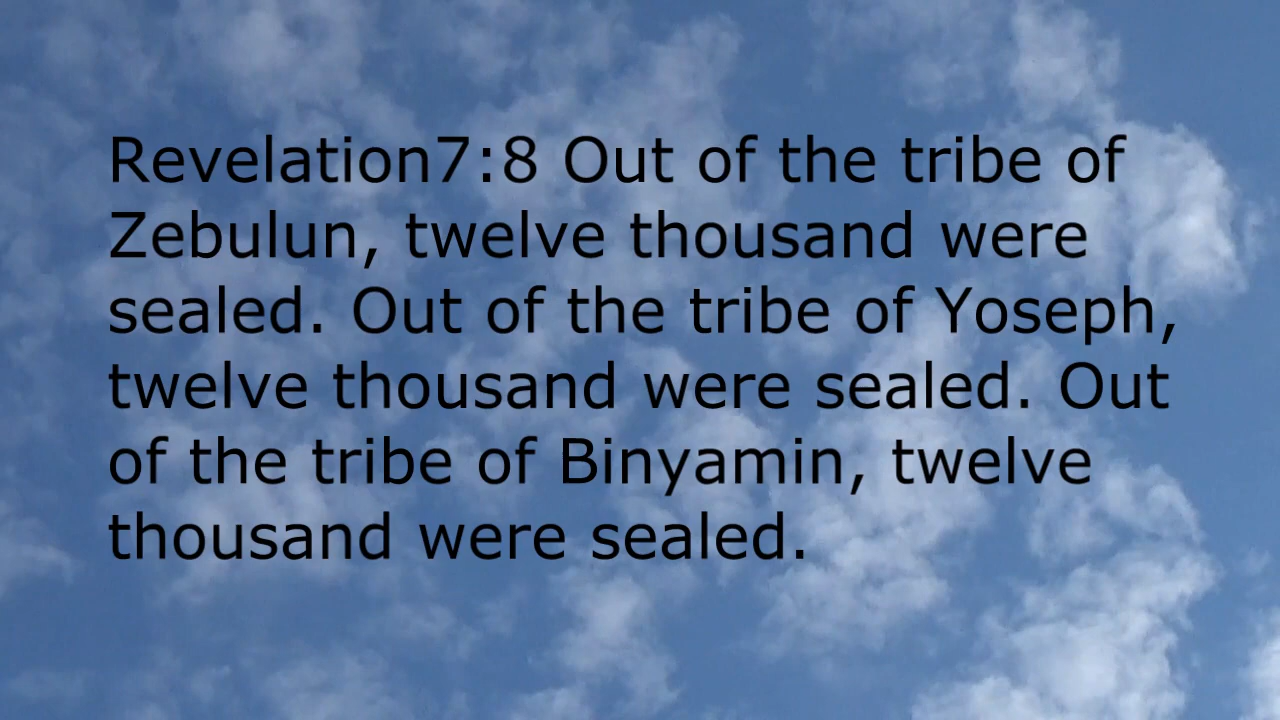 Revelation7:8 Out of the tribe of
Zebulun, twelve thousand were
sealed. Out of the tribe of Yoseph,
twelve thousand were sealed. Out
of the tribe of Binyamin, twelve
thousand were sealed.